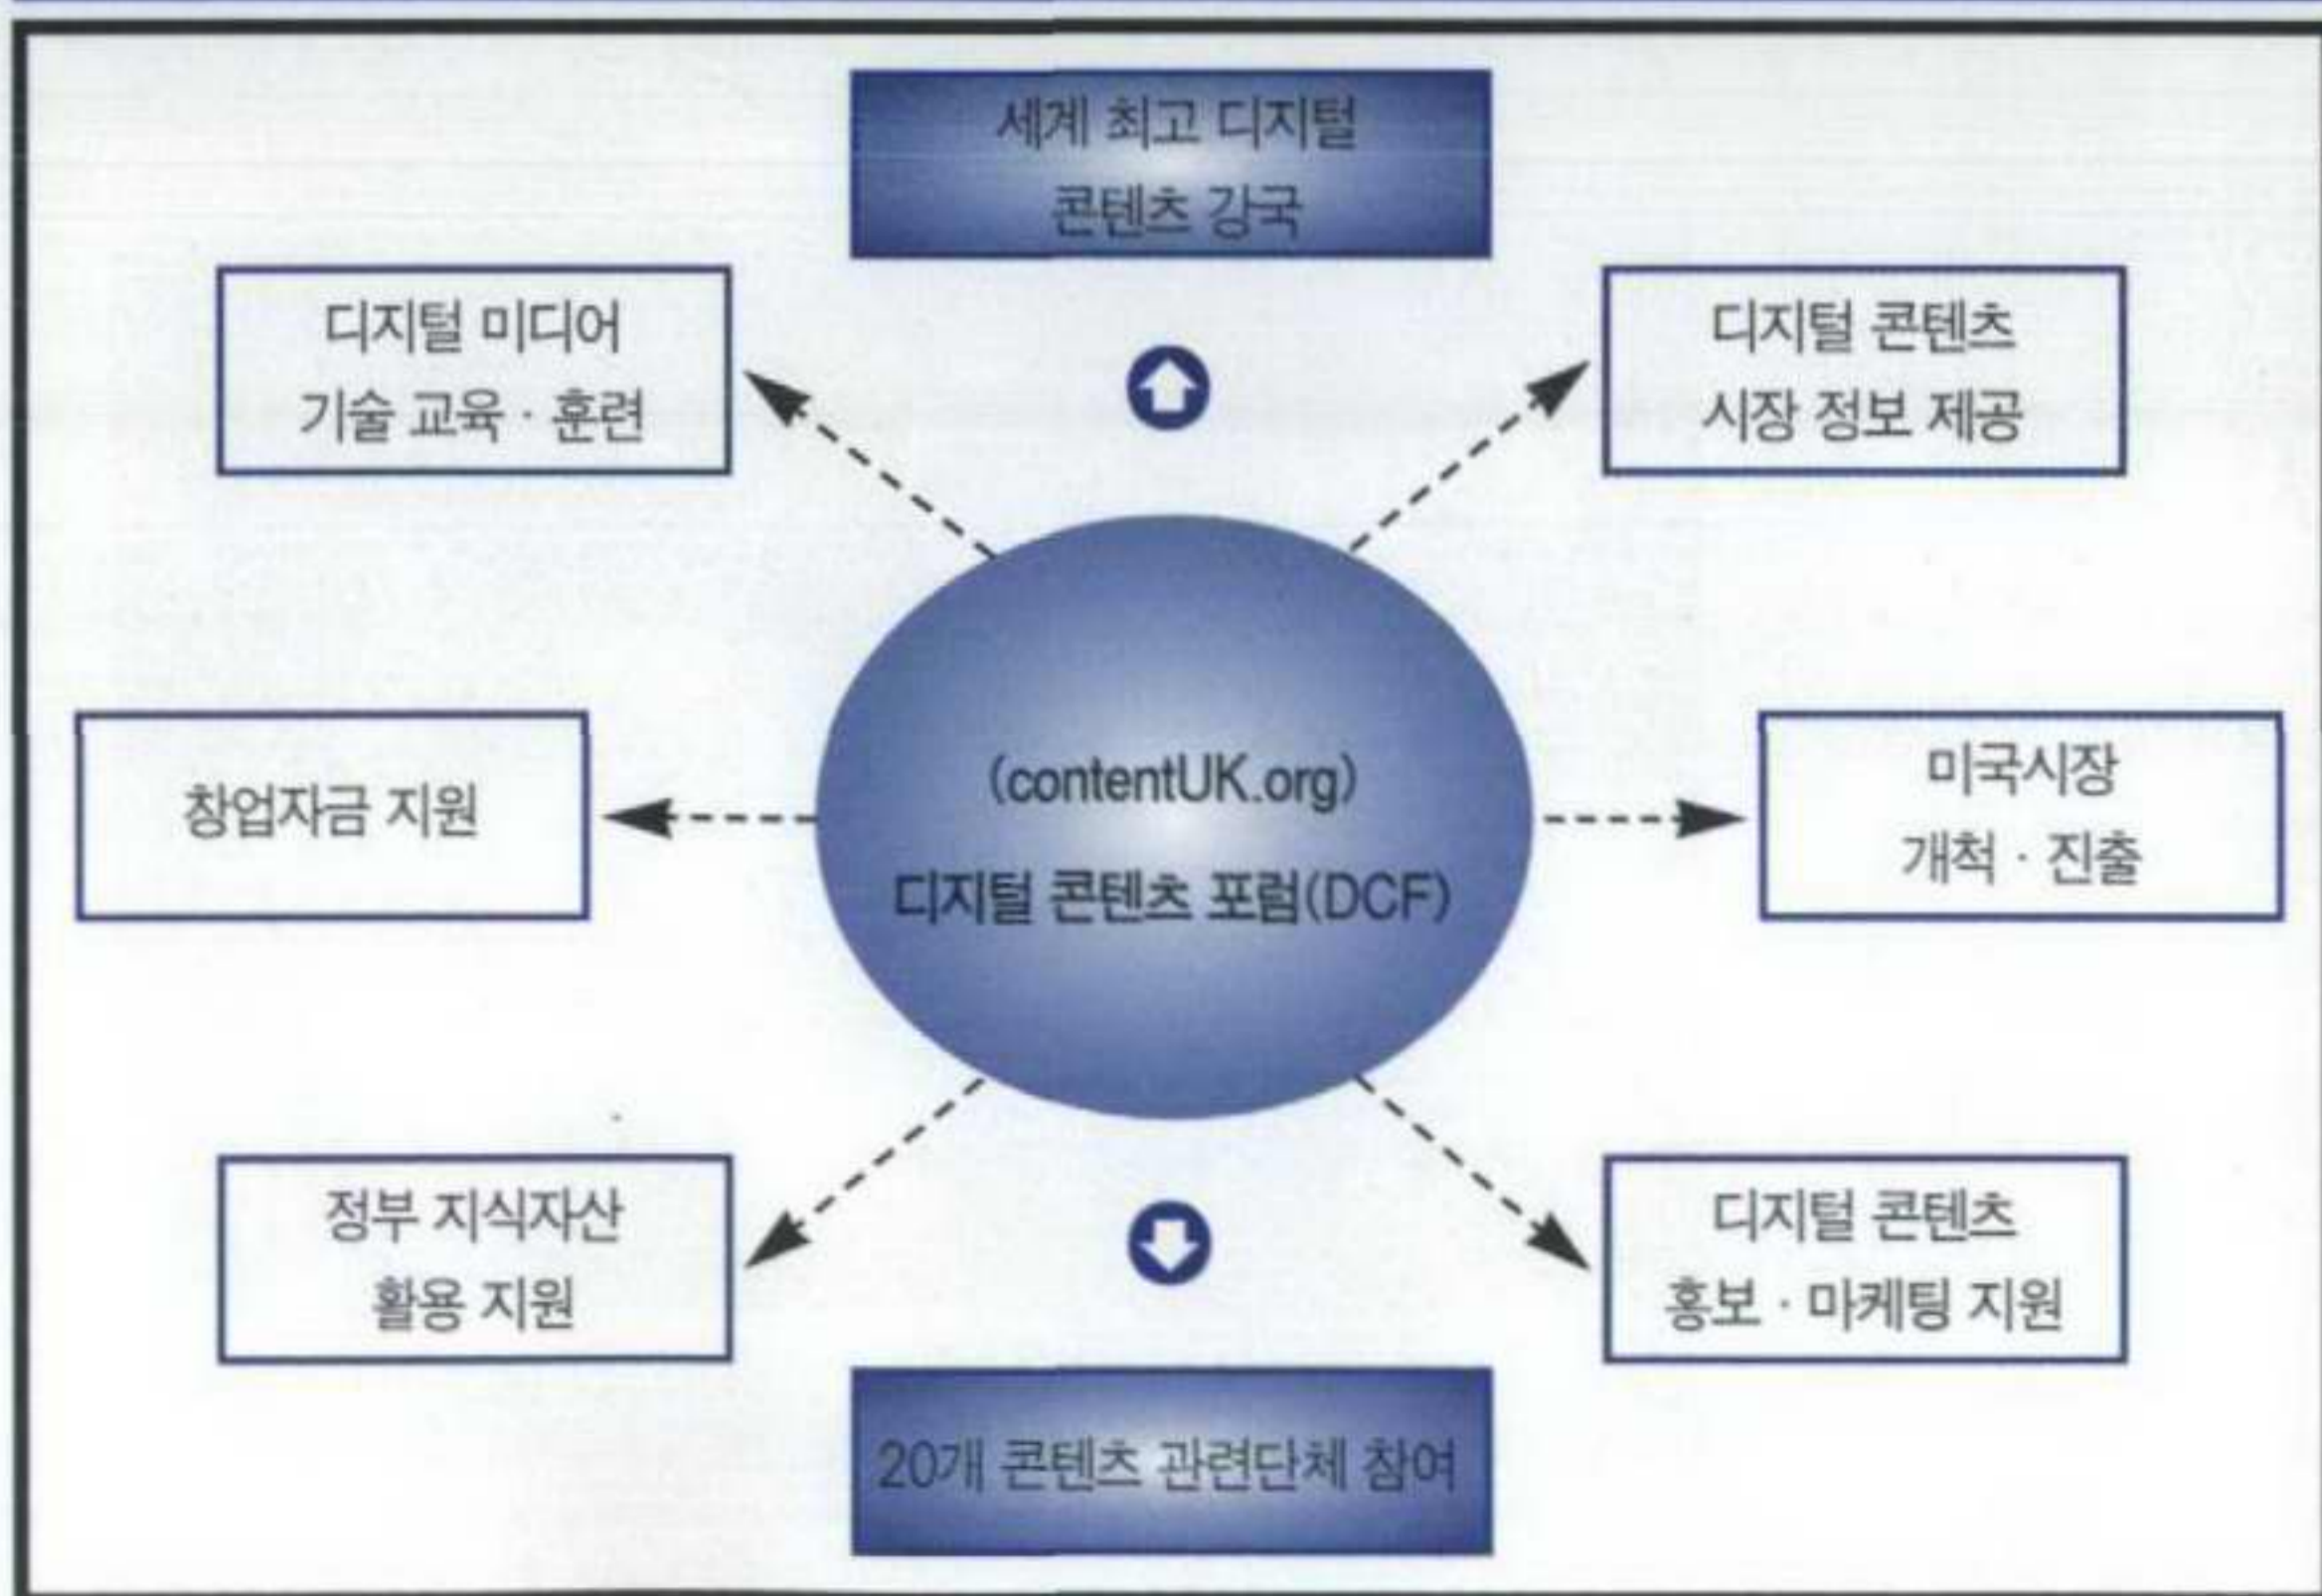 세계 최고 디지털
콘텐츠 강국
디지털 미디어
기술 교육 · 훈련
디지털 콘텐츠
시장 정보 제공
창업자금 지원
(contentUK.org)
디지털 콘텐츠 포럼(DCF)
미국시장
개척 · 진출
정부 지식자산
활용 지원
디지털 콘텐츠
홍보 · 마케팅 지원
20개 콘텐츠 관련단체 참여